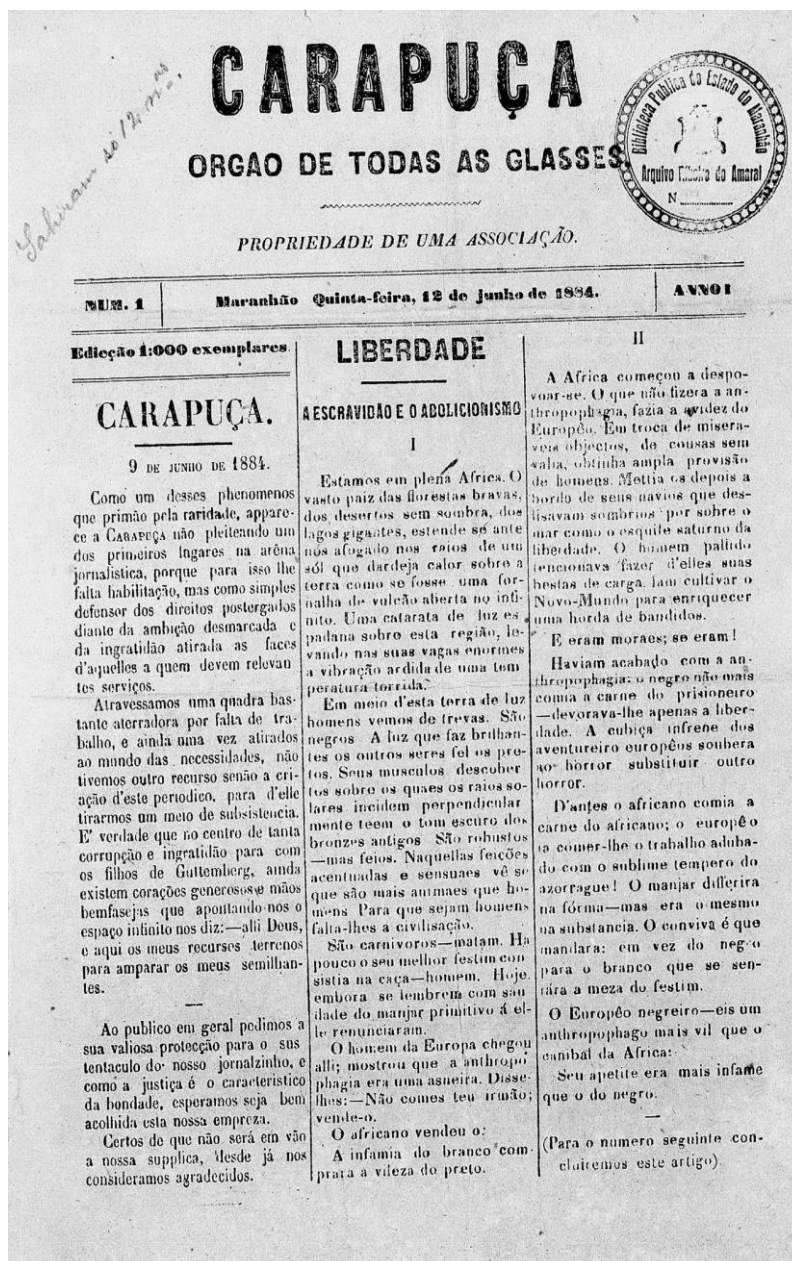 CARAPUÇA
ORGAO DE TODAS AS GLASSES.
PROPRIEDADE DE UMA ASSOCIAÇÃO.
Sahiram só 12 nos.
Bibliotheca Publica do Estado do Maranhão
Arquivo Ribeiro do Amaral
N
NUM. 1
Maranhão Quinta-feira, 12 de junho de 1884.
ANNO I
Edicção 1:000 exemplares
CARAPUÇA.
9 DE JUNHO DE 1884.
Como um desses phenomenos
que primão pela raridade, appare-
ce a CARAPUÇA não pleiteando um
dos primeiros lngares na arêna
jornalistica, porque para isso lhe
falta habilitação, mas como simples
defensor dos direitos postergados
diante da ambição desmarcada e
da ingratidão atirada as faces
d'aquelles a quem devem relevan
tes serviços.
Atravessamos uma quadra bas-
tante aterradora por falta de tra-
balho, e ainda uma vez atirados
ao mundo das necessidades, não
tivemos outro recurso senão a cri-
ação d'este periodico, para d'elle
tirarmos um meio de subsistencia.
E' verdade que no centro de tanta
corrupção e ingratidão para com
os filhos de Guttemberg, ainda
existem corações generosos e mãos
bemfasejas que apontando-nos o
espaço infinito nos diz:—alli Deus,
e aqui os meus recursos terrenos
para amparar os meus semilhan-
tes.
Ao publico em geral pedimos a
sua valiosa protecção para o sus
tentaculo do nosso jornalzinho, e
como a justiça é o caracteristico
da bondade, esperamos seja bem
acolhida esta nossa empreza.
Certos de que não será em vão
a nossa supplica, desde já nos
consideramos agradecidos.
LIBERDADE
A ESCRAVIDÃO E O ABOLICIONISMO
I
Estamos em plena Africa. O
vasto paiz das florestas bravas,
dos desertos sem sombra, dos
lagos gigantes, estende se ante
nós afogado nos raios de um
sól que dardeja calor sobre a
terra como se fosse uma for-
nalha de vulcão aberta no infi-
nito. Uma catarata de luz es
padana sobre esta região, le-
vando nas suas vagas enormes
a vibração ardida de uma tem
peratura torrida.
Em meio d'esta terra de luz
homens vemos de trevas. São
negros A luz que faz brilhan-
tes os outros seres fel os pre-
tos. Seus musculos descober
tos sobre os quaes os raios so-
lares incidem perpendicular
mente teem o tom escuro dos
bronzes antigos São robustos
—mas feios. Naquellas feições
acentuadas e sensuaes vê se
que são mais animaes que ho-
mens Para que sejam homens
falta-lhes a civilisação.
São carnivoros—matam. Ha
pouco o seu melhor festim con
sistia na caça—homem. Hoje,
embora se lembrem com sau
dade do manjar primitivo á el-
le renunciaram.
O homem da Europa chegou
alli; mostrou que a anthropo
phagia era uma asneira. Disse-
lhes:—Não comes teu irmão;
vende-o.
O africano vendeu o.
A infamia do branco com-
prara a vileza do preto.
II
A Africa começou a despo-
voar-se. O que não fizera a an-
thropophagia, fazia a avidez do
Europêo. Em troca de misera-
veis objectos, de cousas sem
valia, obtinha ampla provisão
de homens. Mettia os depois a
bordo de seus navios que des-
lisavam sombrios por sobre o
mar como o esquife saturno da
liberdade. O homem pallido
tencionava fazer d'elles suas
bestas de carga. Iam cultivar o
Novo-Mundo para enriquecer
uma horda de bandidos.
E eram moraes; se eram!
Haviam acabado com a an-
thropophagia: o negro não mais
comia a carne do prisioneiro
—devorava-lhe apenas a liber-
dade. A cubiça infrene dos
aventureiro europêos soubera
ao horror substituir outro
horror.
D'antes o africano comia a
carne do africano; o europêo
ia comer-lhe o trabalho aduba-
do com o sublime tempero do
azorrague! O manjar differira
na fórma—mas era o mesmo
na substancia. O conviva é que
mandara: em vez do negro
para o branco que se sen-
tára a meza do festim.
O Europêo negreiro—eis um
anthropophago mais vil que o
canibal da Africa:
Seu apetite era mais infame
que o do negro.
(Para o numero seguinte con-
cluiremos este artigo)